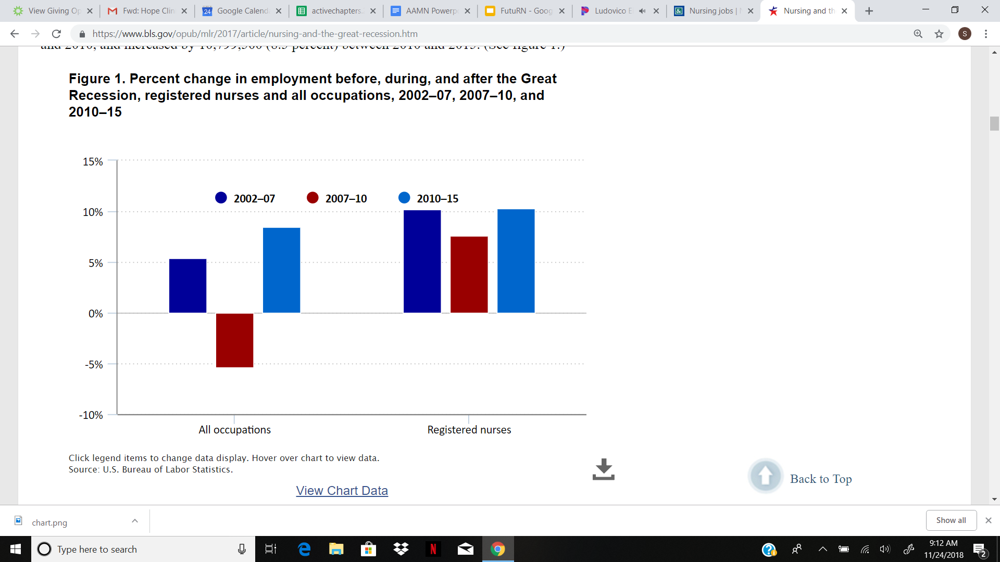 View Giving Op
Fwd: Hope Clin
24 Google Calend
activechapters.
AAMN Powerp
FutuRN - Goog
Ludovico E
Nursing jobs |
Nursing and th
https://www.bls.gov/opub/mlr/2017/article/nursing-and-the-great-recession.htm
S
and 2010, and increased by 10,799,500 (8.5 percent) between 2010 and 2015. (See figure 1.)
Figure 1. Percent change in employment before, during, and after the Great
Recession, registered nurses and all occupations, 2002–07, 2007–10, and
2010–15
15%
2002–07 2007–10 2010–15
10%
5%
0%
-5%
-10%
All occupations Registered nurses
Click legend items to change data display. Hover over chart to view data.
Source: U.S. Bureau of Labor Statistics.
View Chart Data
Back to Top
chart.png
Show all
Type here to search
9:12 AM
11/24/2018
2